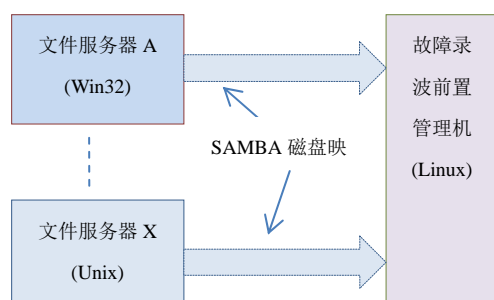 文件服务器 A
(Win32)
故障录
波前置
管理机
(Linux)
SAMBA 磁盘映
文件服务器 X
(Unix)